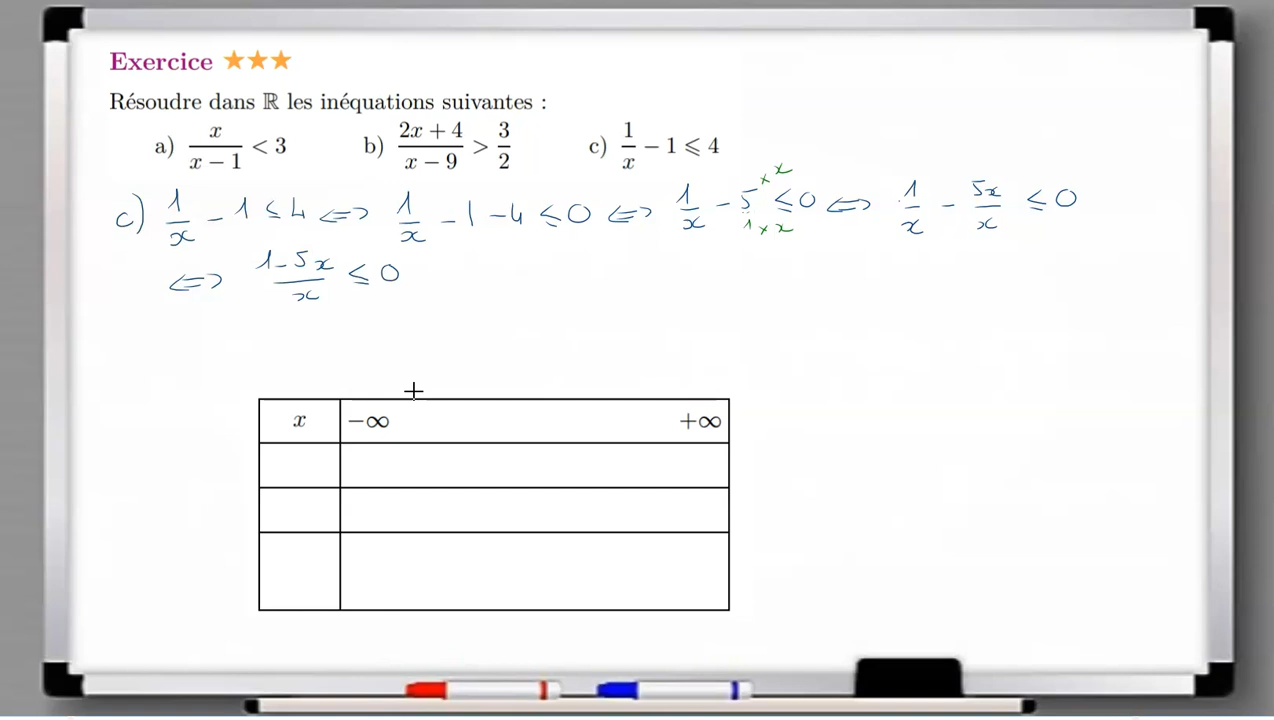 Exercice ★★★
Résoudre dans ℝ les inéquations suivantes :
a) x/(x − 1) < 3 b) (2x + 4)/(x − 9) > 3/2 c) 1/x − 1 ⩽ 4
c) 1/x − 1 ≤ 4 ⟺ 1/x − 1 − 4 ≤ 0 ⟺ 1/x − 5 × x/1 × x ≤ 0 ⟺ 1/x − 5x/x ≤ 0
⟺ (1 − 5x)/x ≤ 0
x −∞ +∞